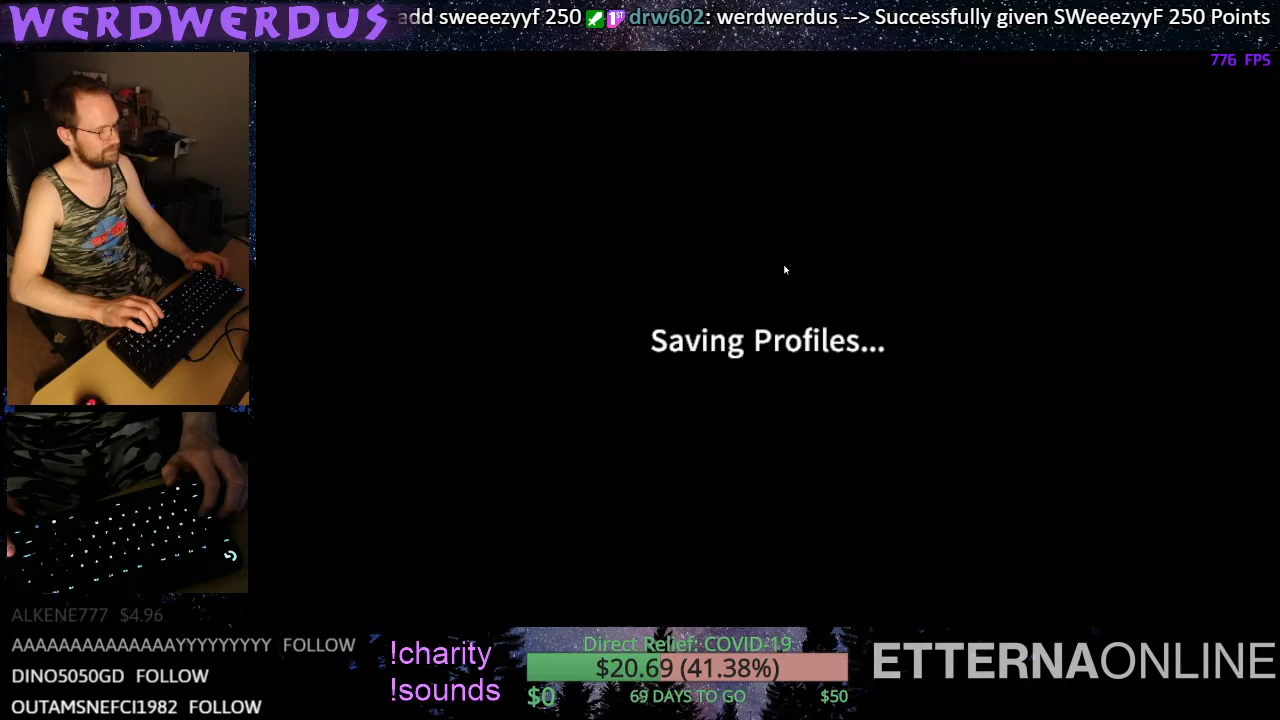 WERDWERDUS
add sweeezyyf 250 drw602: werdwerdus --> Successfully given SWeeezyyF 250 Points
776 FPS
Saving Profiles...
ALKENE777 $4.96
AAAAAAAAAAAAAAYYYYYYYYY FOLLOW
DINO5050GD FOLLOW
OUTAMSNEFCI1982 FOLLOW
!charity
!sounds
Direct Relief: COVID-19
$20.69 (41.38%)
$0 69 DAYS TO GO $50
ETTERNAONLINE